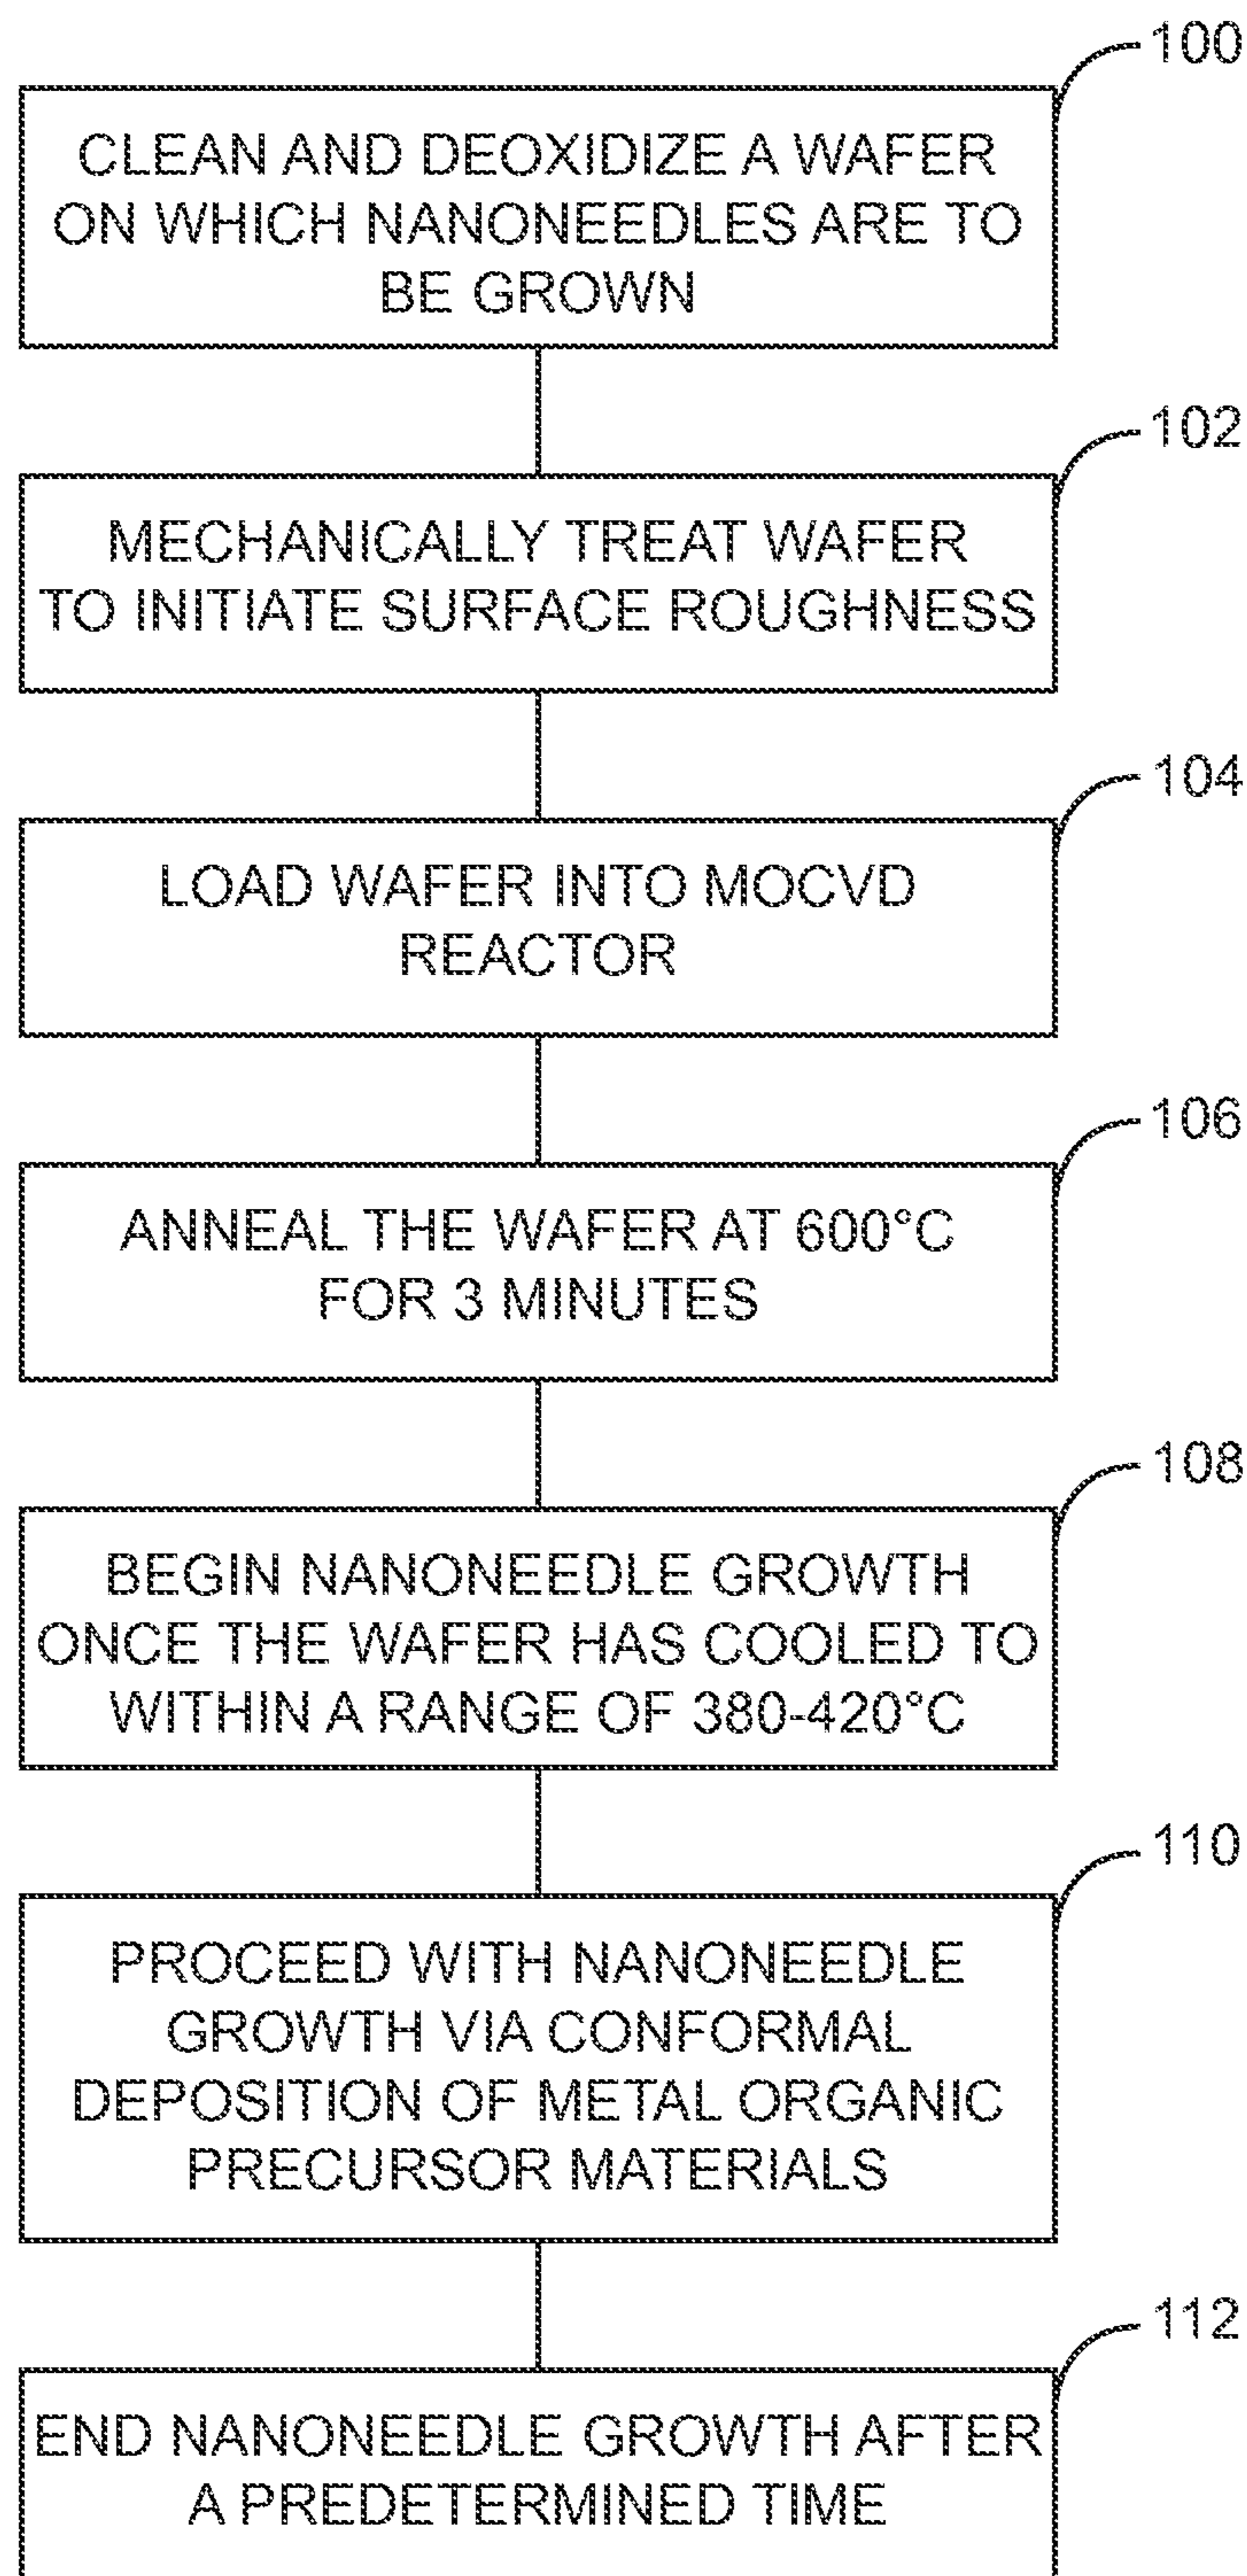 100
CLEAN AND DEOXIDIZE A WAFER
ON WHICH NANONEEDLES ARE TO
BE GROWN
102
MECHANICALLY TREAT WAFER
TO INITIATE SURFACE ROUGHNESS
104
LOAD WAFER INTO MOCVD
REACTOR
106
ANNEAL THE WAFER AT 600°C
FOR 3 MINUTES
108
BEGIN NANONEEDLE GROWTH
ONCE THE WAFER HAS COOLED TO
WITHIN A RANGE OF 380-420°C
110
PROCEED WITH NANONEEDLE
GROWTH VIA CONFORMAL
DEPOSITION OF METAL ORGANIC
PRECURSOR MATERIALS
112
END NANONEEDLE GROWTH AFTER
A PREDETERMINED TIME